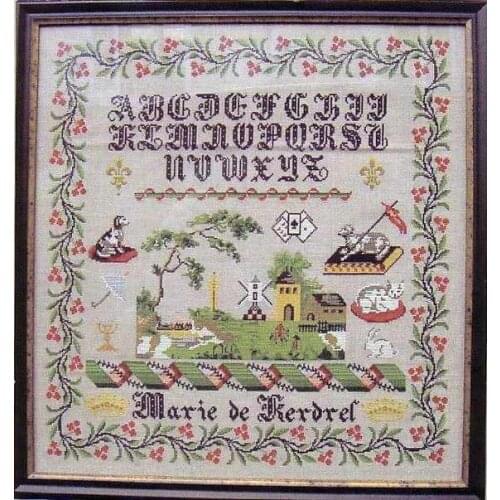 ABCDEFGHIJ
KLMNOPQRST
UVWXYZ
Marie de Kerdrel